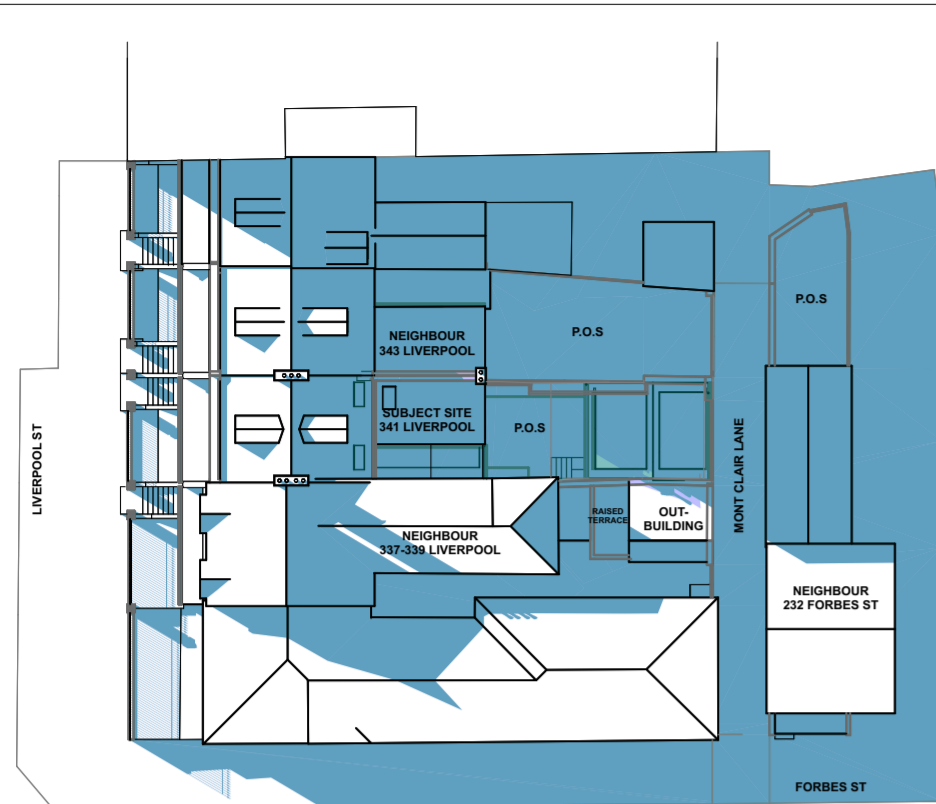 P.O.S
P.O.S
NEIGHBOUR
343 LIVERPOOL
SUBJECT SITE
341 LIVERPOOL
P.O.S
LIVERPOOL ST
MONT CLAIR LANE
RAISED
TERRACE
OUT-
BUILDING
NEIGHBOUR
337-339 LIVERPOOL
NEIGHBOUR
232 FORBES ST
FORBES ST